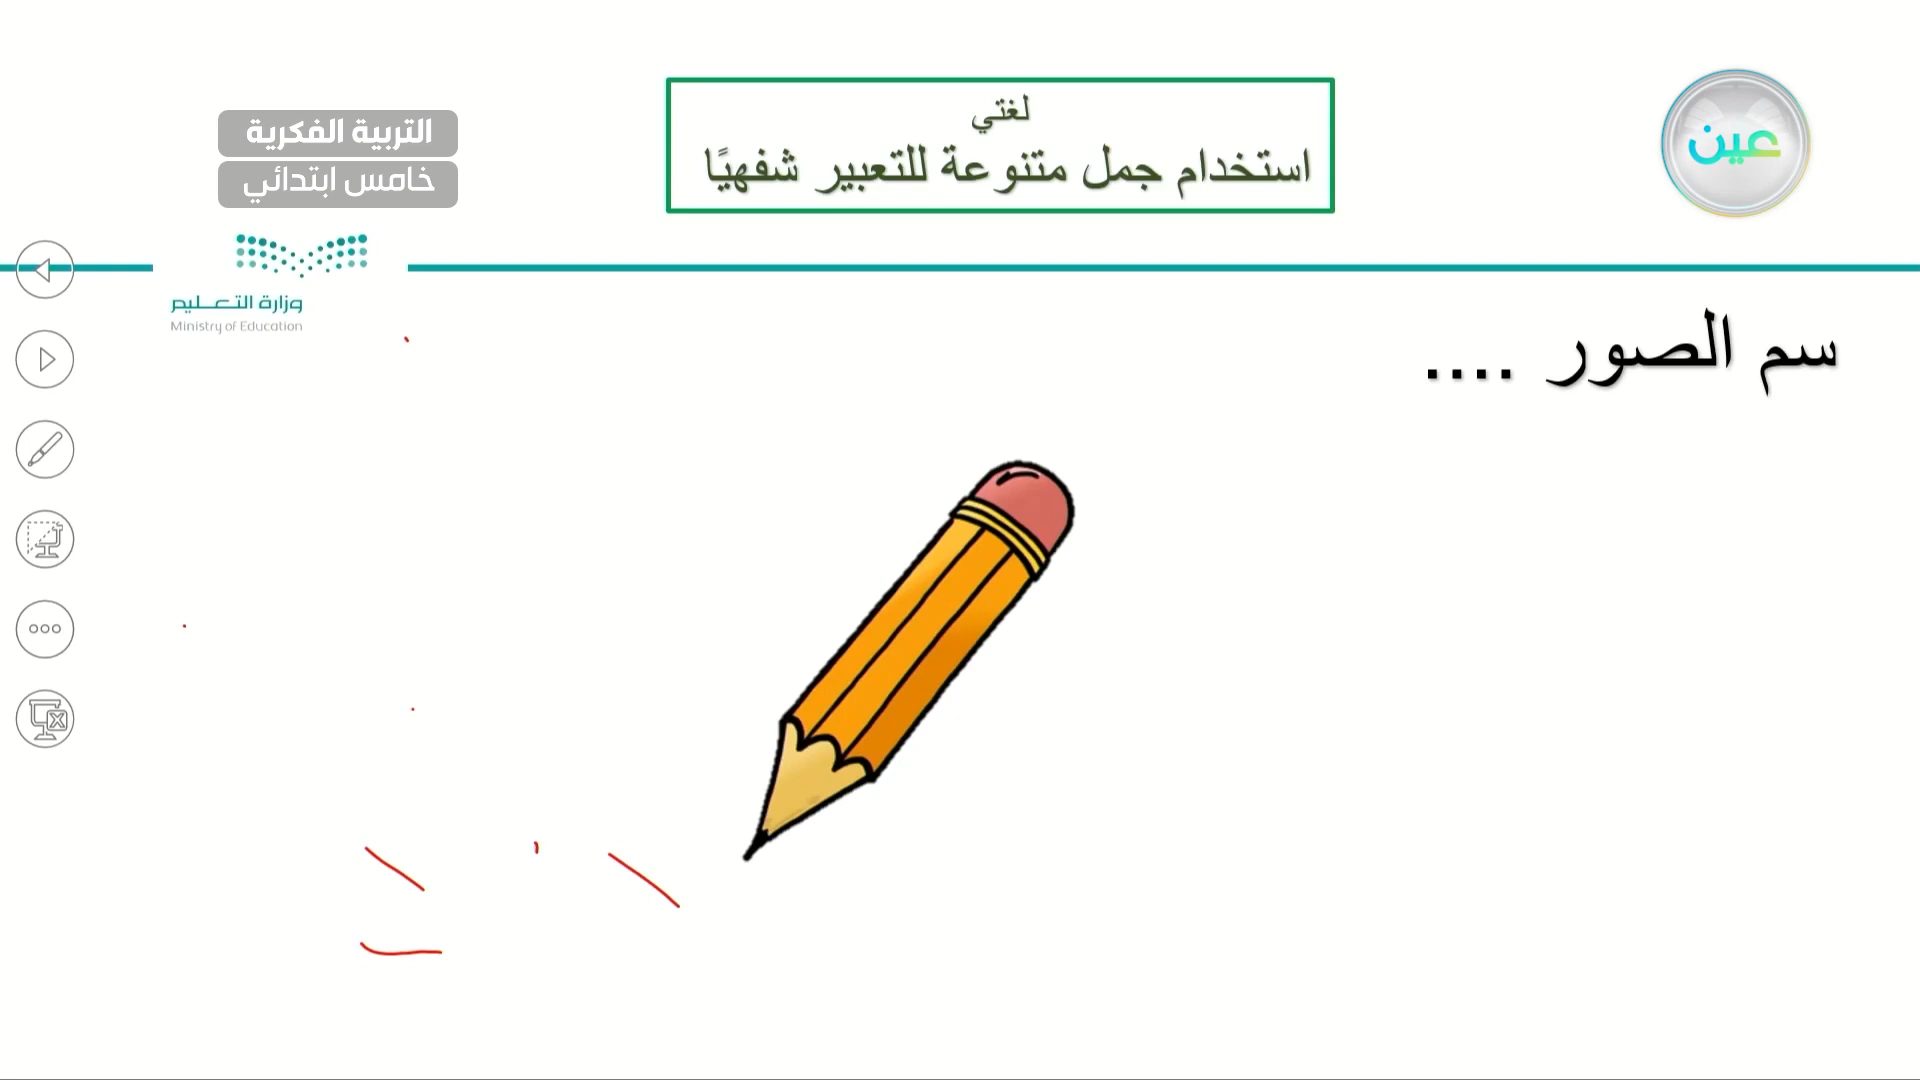 لغتي
استخدام جمل متنوعة للتعبير شفهيًا
عين
التربية الفكرية
خامس ابتدائي
وزارة التعليم
Ministry of Education
سم الصور ....